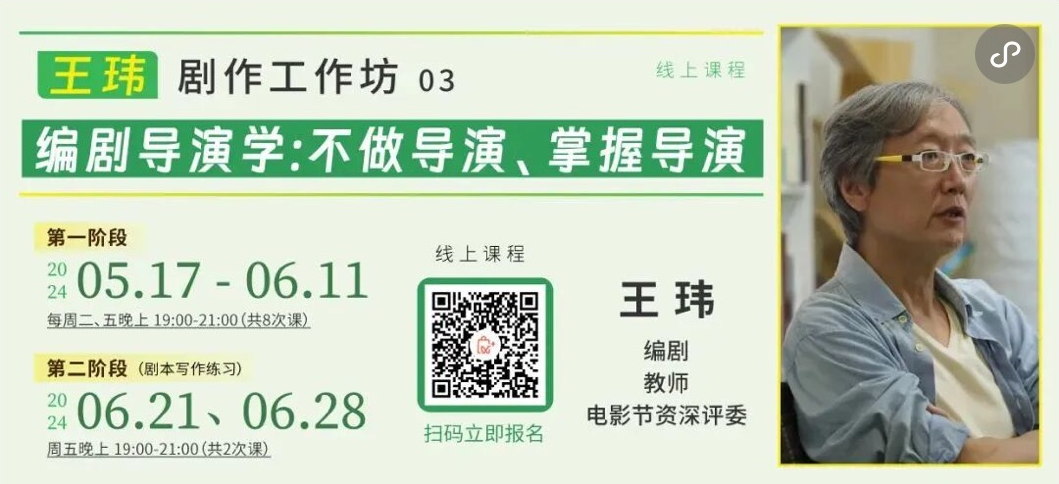 王玮 剧作工作坊 03
线上课程
编剧导演学:不做导演、掌握导演
第一阶段
2024 05.17 - 06.11
每周二、五晚上 19:00-21:00(共8次课)
第二阶段(剧本写作练习)
2024 06.21、06.28
周五晚上 19:00-21:00(共2次课)
线上课程
扫码立即报名
王玮
编剧
教师
电影节资深评委